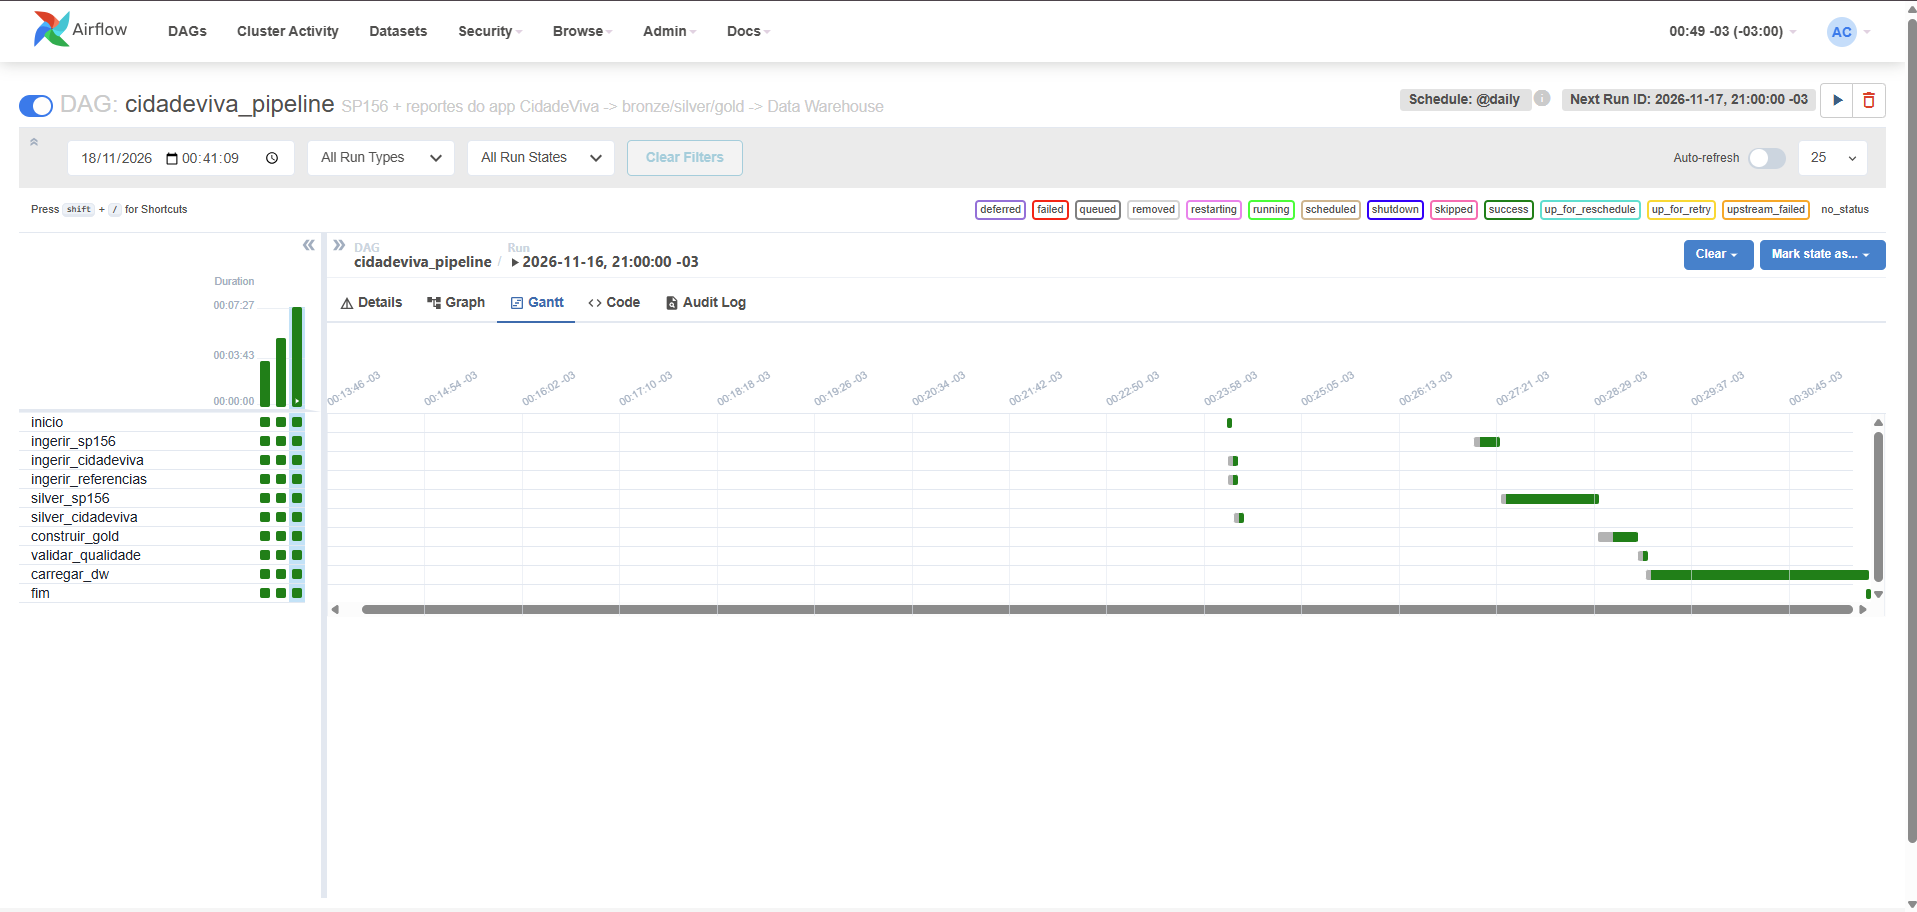 Airflow DAGs Cluster Activity Datasets Security Browse Admin Docs 00:49 -03 (-03:00) AC
DAG: cidadeviva_pipeline SP156 + reportes do app CidadeViva -> bronze/silver/gold -> Data Warehouse Schedule: @daily i Next Run ID: 2026-11-17, 21:00:00 -03
18/11/2026 00:41:09 All Run Types All Run States Clear Filters Auto-refresh 25
Press shift + / for Shortcuts deferred failed queued removed restarting running scheduled shutdown skipped success up_for_reschedule up_for_retry upstream_failed no_status
DAG Run
cidadeviva_pipeline / 2026-11-16, 21:00:00 -03 Clear Mark state as...
Duration
00:07:27
00:03:43
00:00:00
Details Graph Gantt Code Audit Log
00:13:46 -03 00:14:54 -03 00:16:02 -03 00:17:10 -03 00:18:18 -03 00:19:26 -03 00:20:34 -03 00:21:42 -03 00:22:50 -03 00:23:58 -03 00:25:05 -03 00:26:13 -03 00:27:21 -03 00:28:29 -03 00:29:37 -03 00:30:45 -03
inicio
ingerir_sp156
ingerir_cidadeviva
ingerir_referencias
silver_sp156
silver_cidadeviva
construir_gold
validar_qualidade
carregar_dw
fim